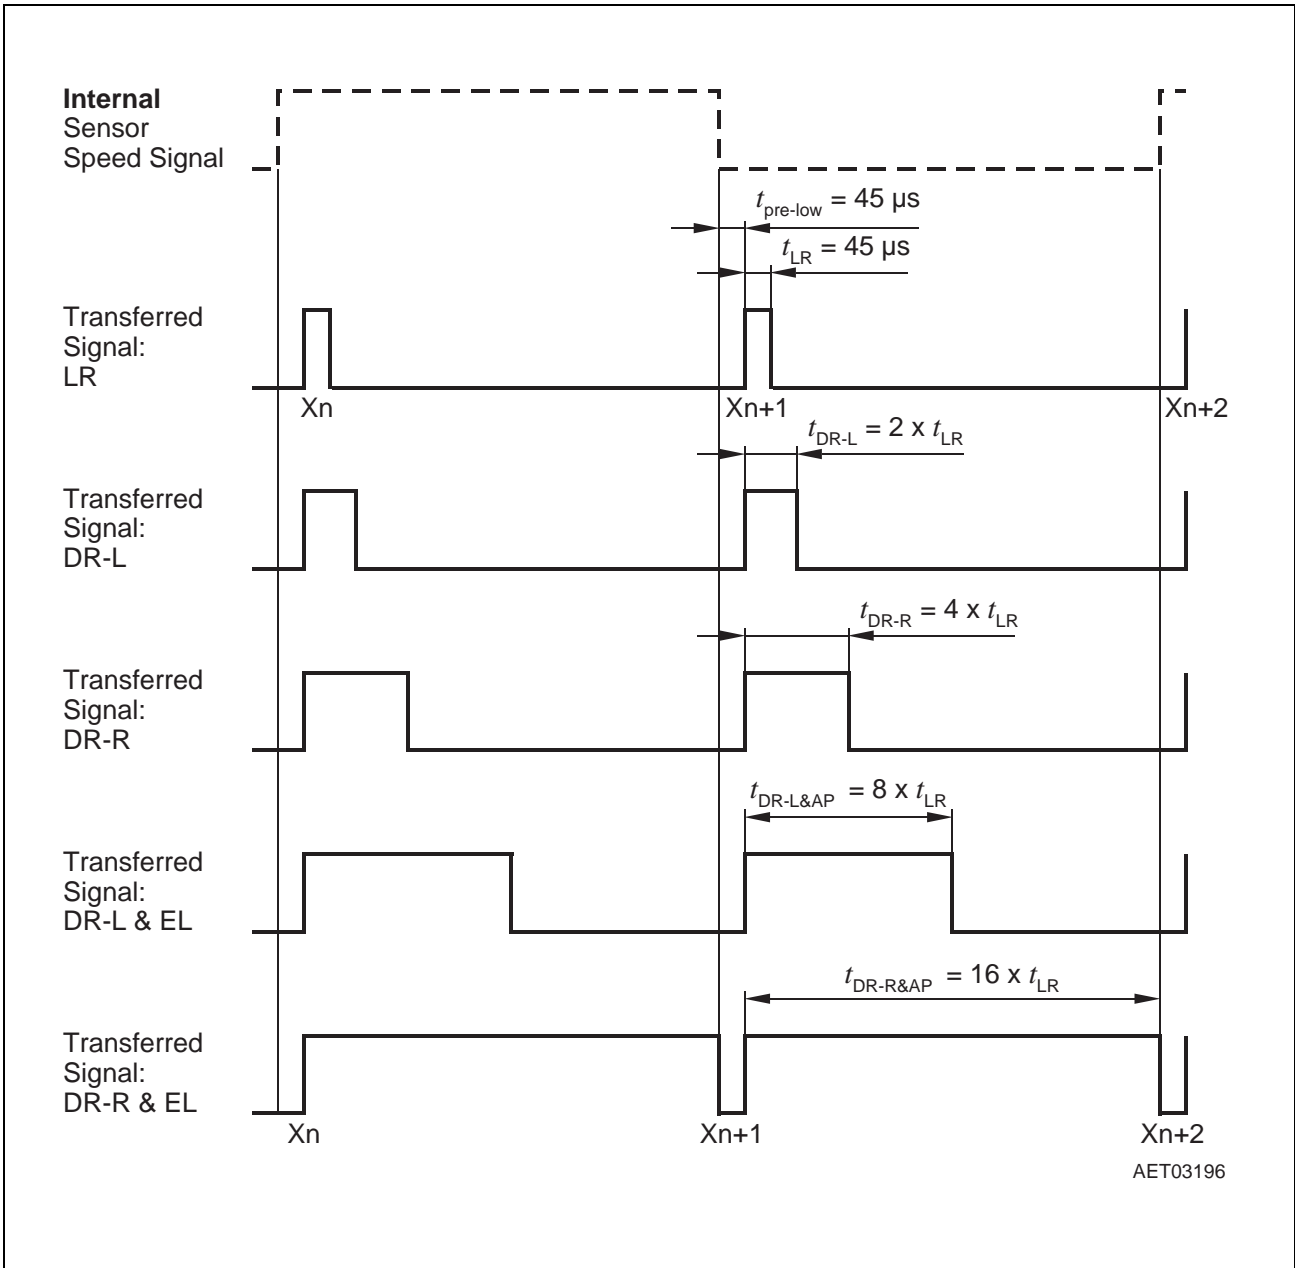 Internal
Sensor
Speed Signal
tpre-low = 45 µs
tLR = 45 µs
Transferred
Signal:
LR
Xn
Xn+1
Xn+2
tDR-L = 2 x tLR
Transferred
Signal:
DR-L
tDR-R = 4 x tLR
Transferred
Signal:
DR-R
tDR-L&AP = 8 x tLR
Transferred
Signal:
DR-L & EL
tDR-R&AP = 16 x tLR
Transferred
Signal:
DR-R & EL
Xn
Xn+1
Xn+2
AET03196